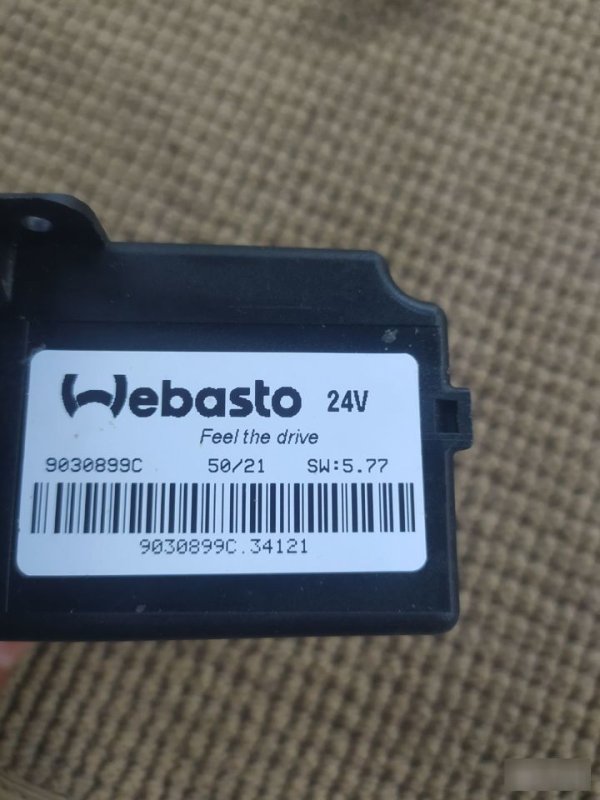 Webasto 24V
Feel the drive
9030899C 50/21 SW:5.77
9030899C.34121